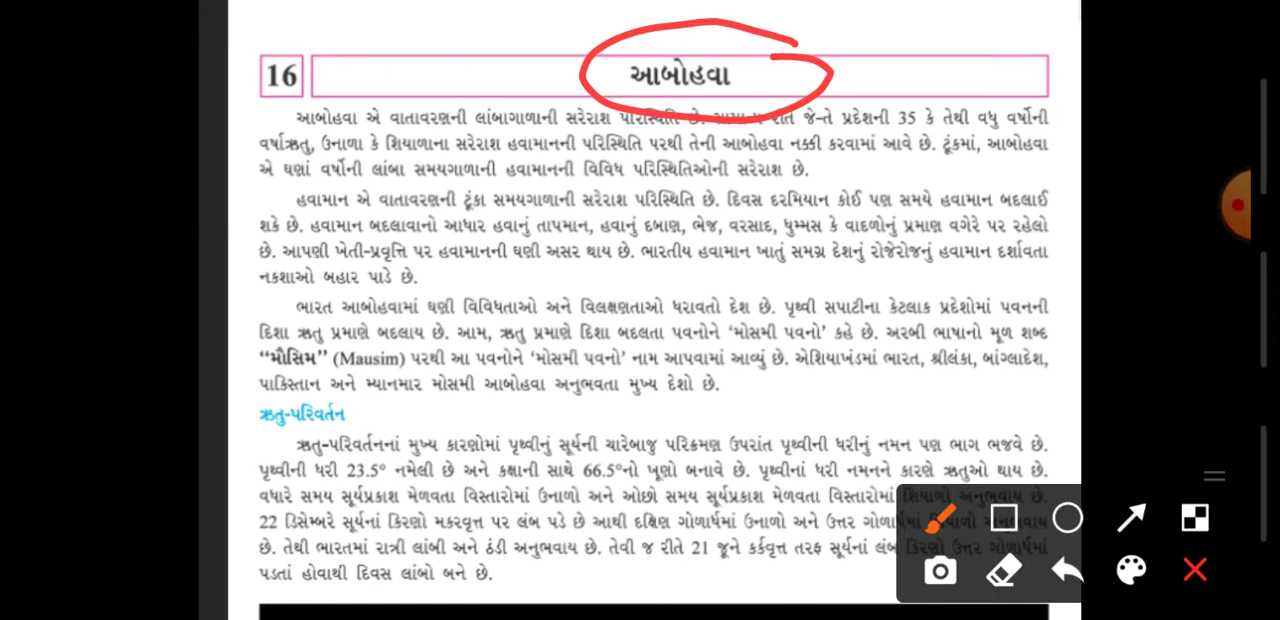 16
આબોહવા
આબોહવા એ વાતાવરણની લાંબાગાળાની સરેરાશ પરિસ્થિતિ છે. રીતે જે-તે પ્રદેશની 35 કે તેથી વધુ વર્ષોની
વર્ષાઋતુ, ઉનાળા કે શિયાળાના સરેરાશ હવામાનની પરિસ્થિતિ પરથી તેની આબોહવા નક્કી કરવામાં આવે છે. ટૂંકમાં, આબોહવા
એ ઘણાં વર્ષોની લાંબા સમયગાળાની હવામાનની વિવિધ પરિસ્થિતિઓની સરેરાશ છે.
હવામાન એ વાતાવરણની ટૂંકા સમયગાળાની સરેરાશ પરિસ્થિતિ છે. દિવસ દરમિયાન કોઈ પણ સમયે હવામાન બદલાઈ
શકે છે. હવામાન બદલાવાનો આધાર હવાનું તાપમાન, હવાનું દબાણ, ભેજ, વરસાદ, ધુમ્મસ કે વાદળોનું પ્રમાણ વગેરે પર રહેલો
છે. આપણી ખેતી-પ્રવૃત્તિ પર હવામાનની ઘણી અસર થાય છે. ભારતીય હવામાન ખાતું સમગ્ર દેશનું રોજેરોજનું હવામાન દર્શાવતા
નકશાઓ બહાર પાડે છે.
ભારત આબોહવામાં ઘણી વિવિધતાઓ અને વિલક્ષણતાઓ ધરાવતો દેશ છે. પૃથ્વી સપાટીના કેટલાક પ્રદેશોમાં પવનની
દિશા ઋતુ પ્રમાણે બદલાય છે. આમ, ઋતુ પ્રમાણે દિશા બદલતા પવનોને ‘મોસમી પવનો’ કહે છે. અરબી ભાષાનો મૂળ શબ્દ
“મૌસિમ” (Mausim) પરથી આ પવનોને ‘મોસમી પવનો’ નામ આપવામાં આવ્યું છે. એશિયાખંડમાં ભારત, શ્રીલંકા, બાંગ્લાદેશ,
પાકિસ્તાન અને મ્યાનમાર મોસમી આબોહવા અનુભવતા મુખ્ય દેશો છે.
ઋતુ-પરિવર્તન
ઋતુ-પરિવર્તનનાં મુખ્ય કારણોમાં પૃથ્વીનું સૂર્યની ચારેબાજુ પરિક્રમણ ઉપરાંત પૃથ્વીની ધરીનું નમન પણ ભાગ ભજવે છે.
પૃથ્વીની ધરી 23.5° નમેલી છે અને કક્ષાની સાથે 66.5°નો ખૂણો બનાવે છે. પૃથ્વીનાં ધરી નમનને કારણે ઋતુઓ થાય છે.
વધારે સમય સૂર્યપ્રકાશ મેળવતા વિસ્તારોમાં ઉનાળો અને ઓછો સમય સૂર્યપ્રકાશ મેળવતા વિસ્તારોમાં શિયાળો અનુભવાય છે.
22 ડિસેમ્બરે સૂર્યનાં કિરણો મકરવૃત્ત પર લંબ પડે છે આથી દક્ષિણ ગોળાર્ધમાં ઉનાળો અને ઉત્તર ગોળાર્ધમાં શિયાળો અનુભવાય
છે. તેથી ભારતમાં રાત્રી લાંબી અને ઠંડી અનુભવાય છે. તેવી જ રીતે 21 જૂને કર્કવૃત્ત તરફ સૂર્યનાં લંબ કિરણો ઉત્તર ગોળાર્ધમાં
પડતાં હોવાથી દિવસ લાંબો બને છે.